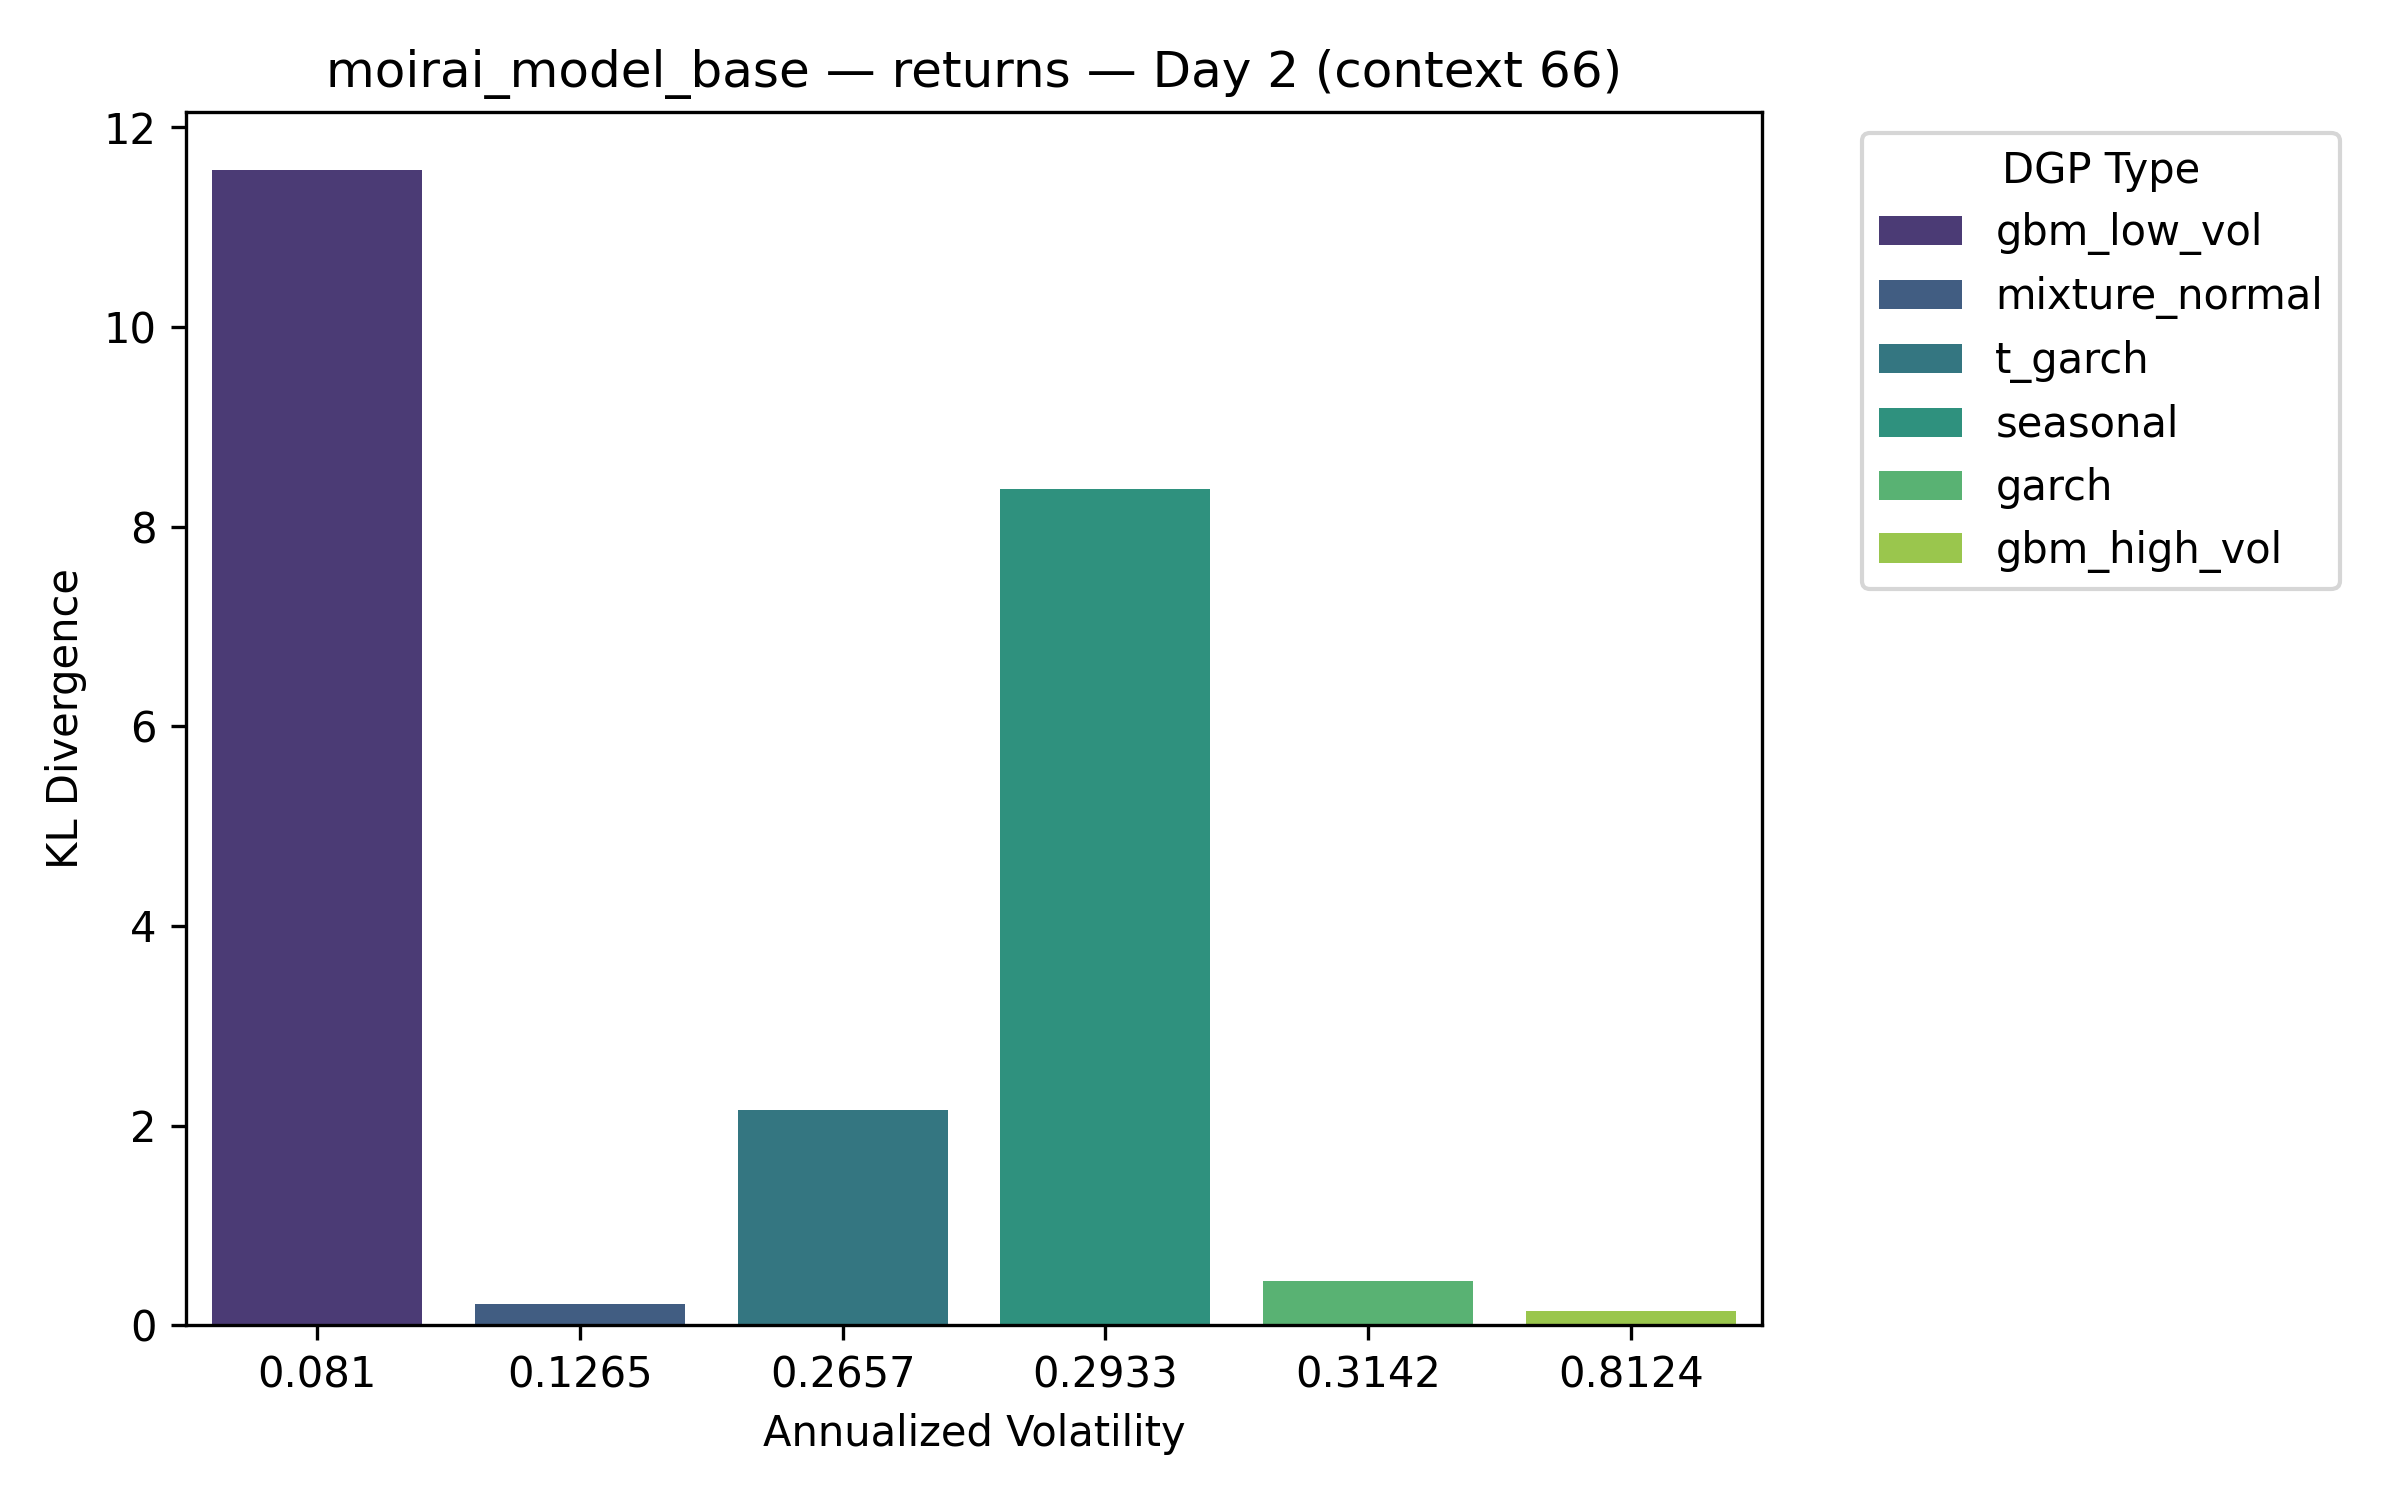 moirai_model_base — returns — Day 2 (context 66)
12
10
8
6
4
2
0
KL Divergence
0.081 0.1265 0.2657 0.2933 0.3142 0.8124
Annualized Volatility
DGP Type
gbm_low_vol
mixture_normal
t_garch
seasonal
garch
gbm_high_vol